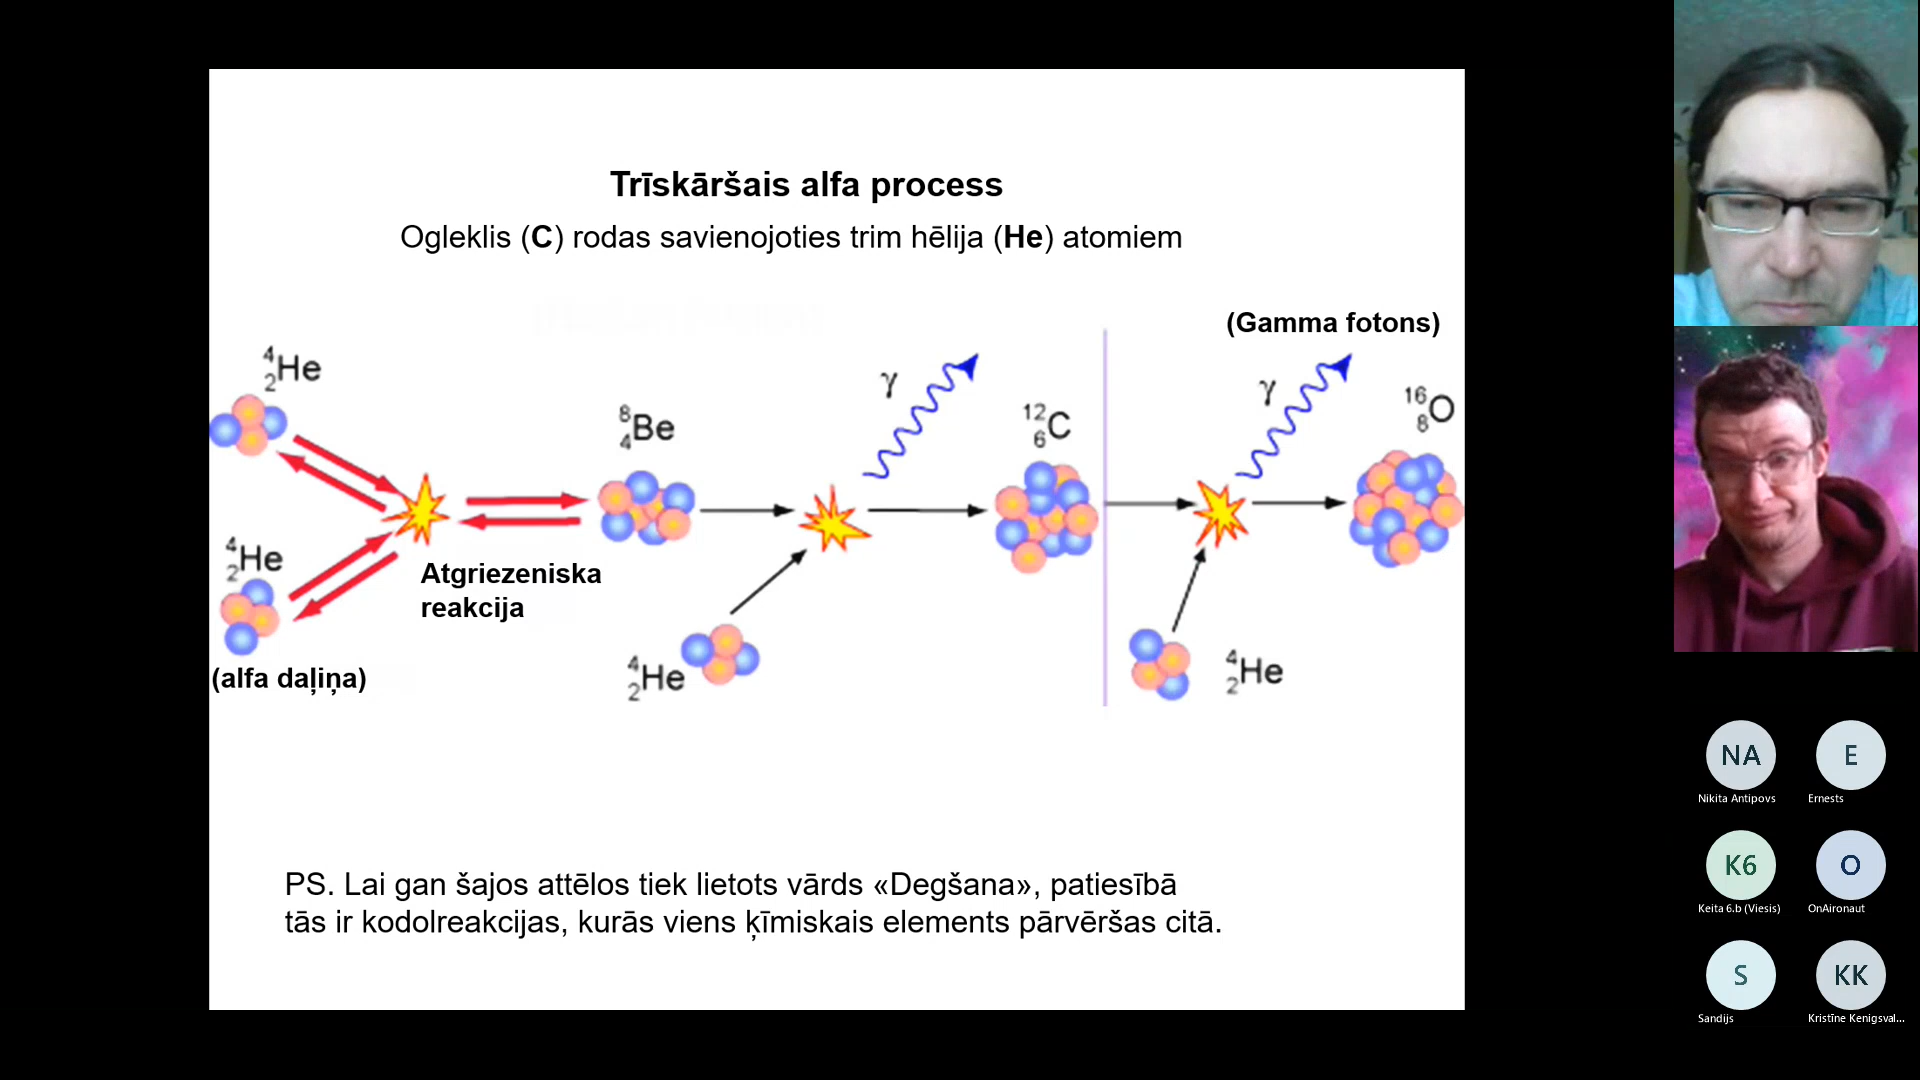 Trīskāršais alfa process
Ogleklis (C) rodas savienojoties trim hēlija (He) atomiem
(Gamma fotons)
4
2He
8
4Be
γ
12
6C
γ
16
8O
4
2He
Atgriezeniska
reakcija
(alfa daļiņa)
4
2He
4
2He
PS. Lai gan šajos attēlos tiek lietots vārds «Degšana», patiesībā
tās ir kodolreakcijas, kurās viens ķīmiskais elements pārvēršas citā.
NA
Nikita Antipovs
E
Ernests
K6
Keita 6.b (Viesis)
O
OnAironaut
S
Sandijs
KK
Kristīne Kenigsval...